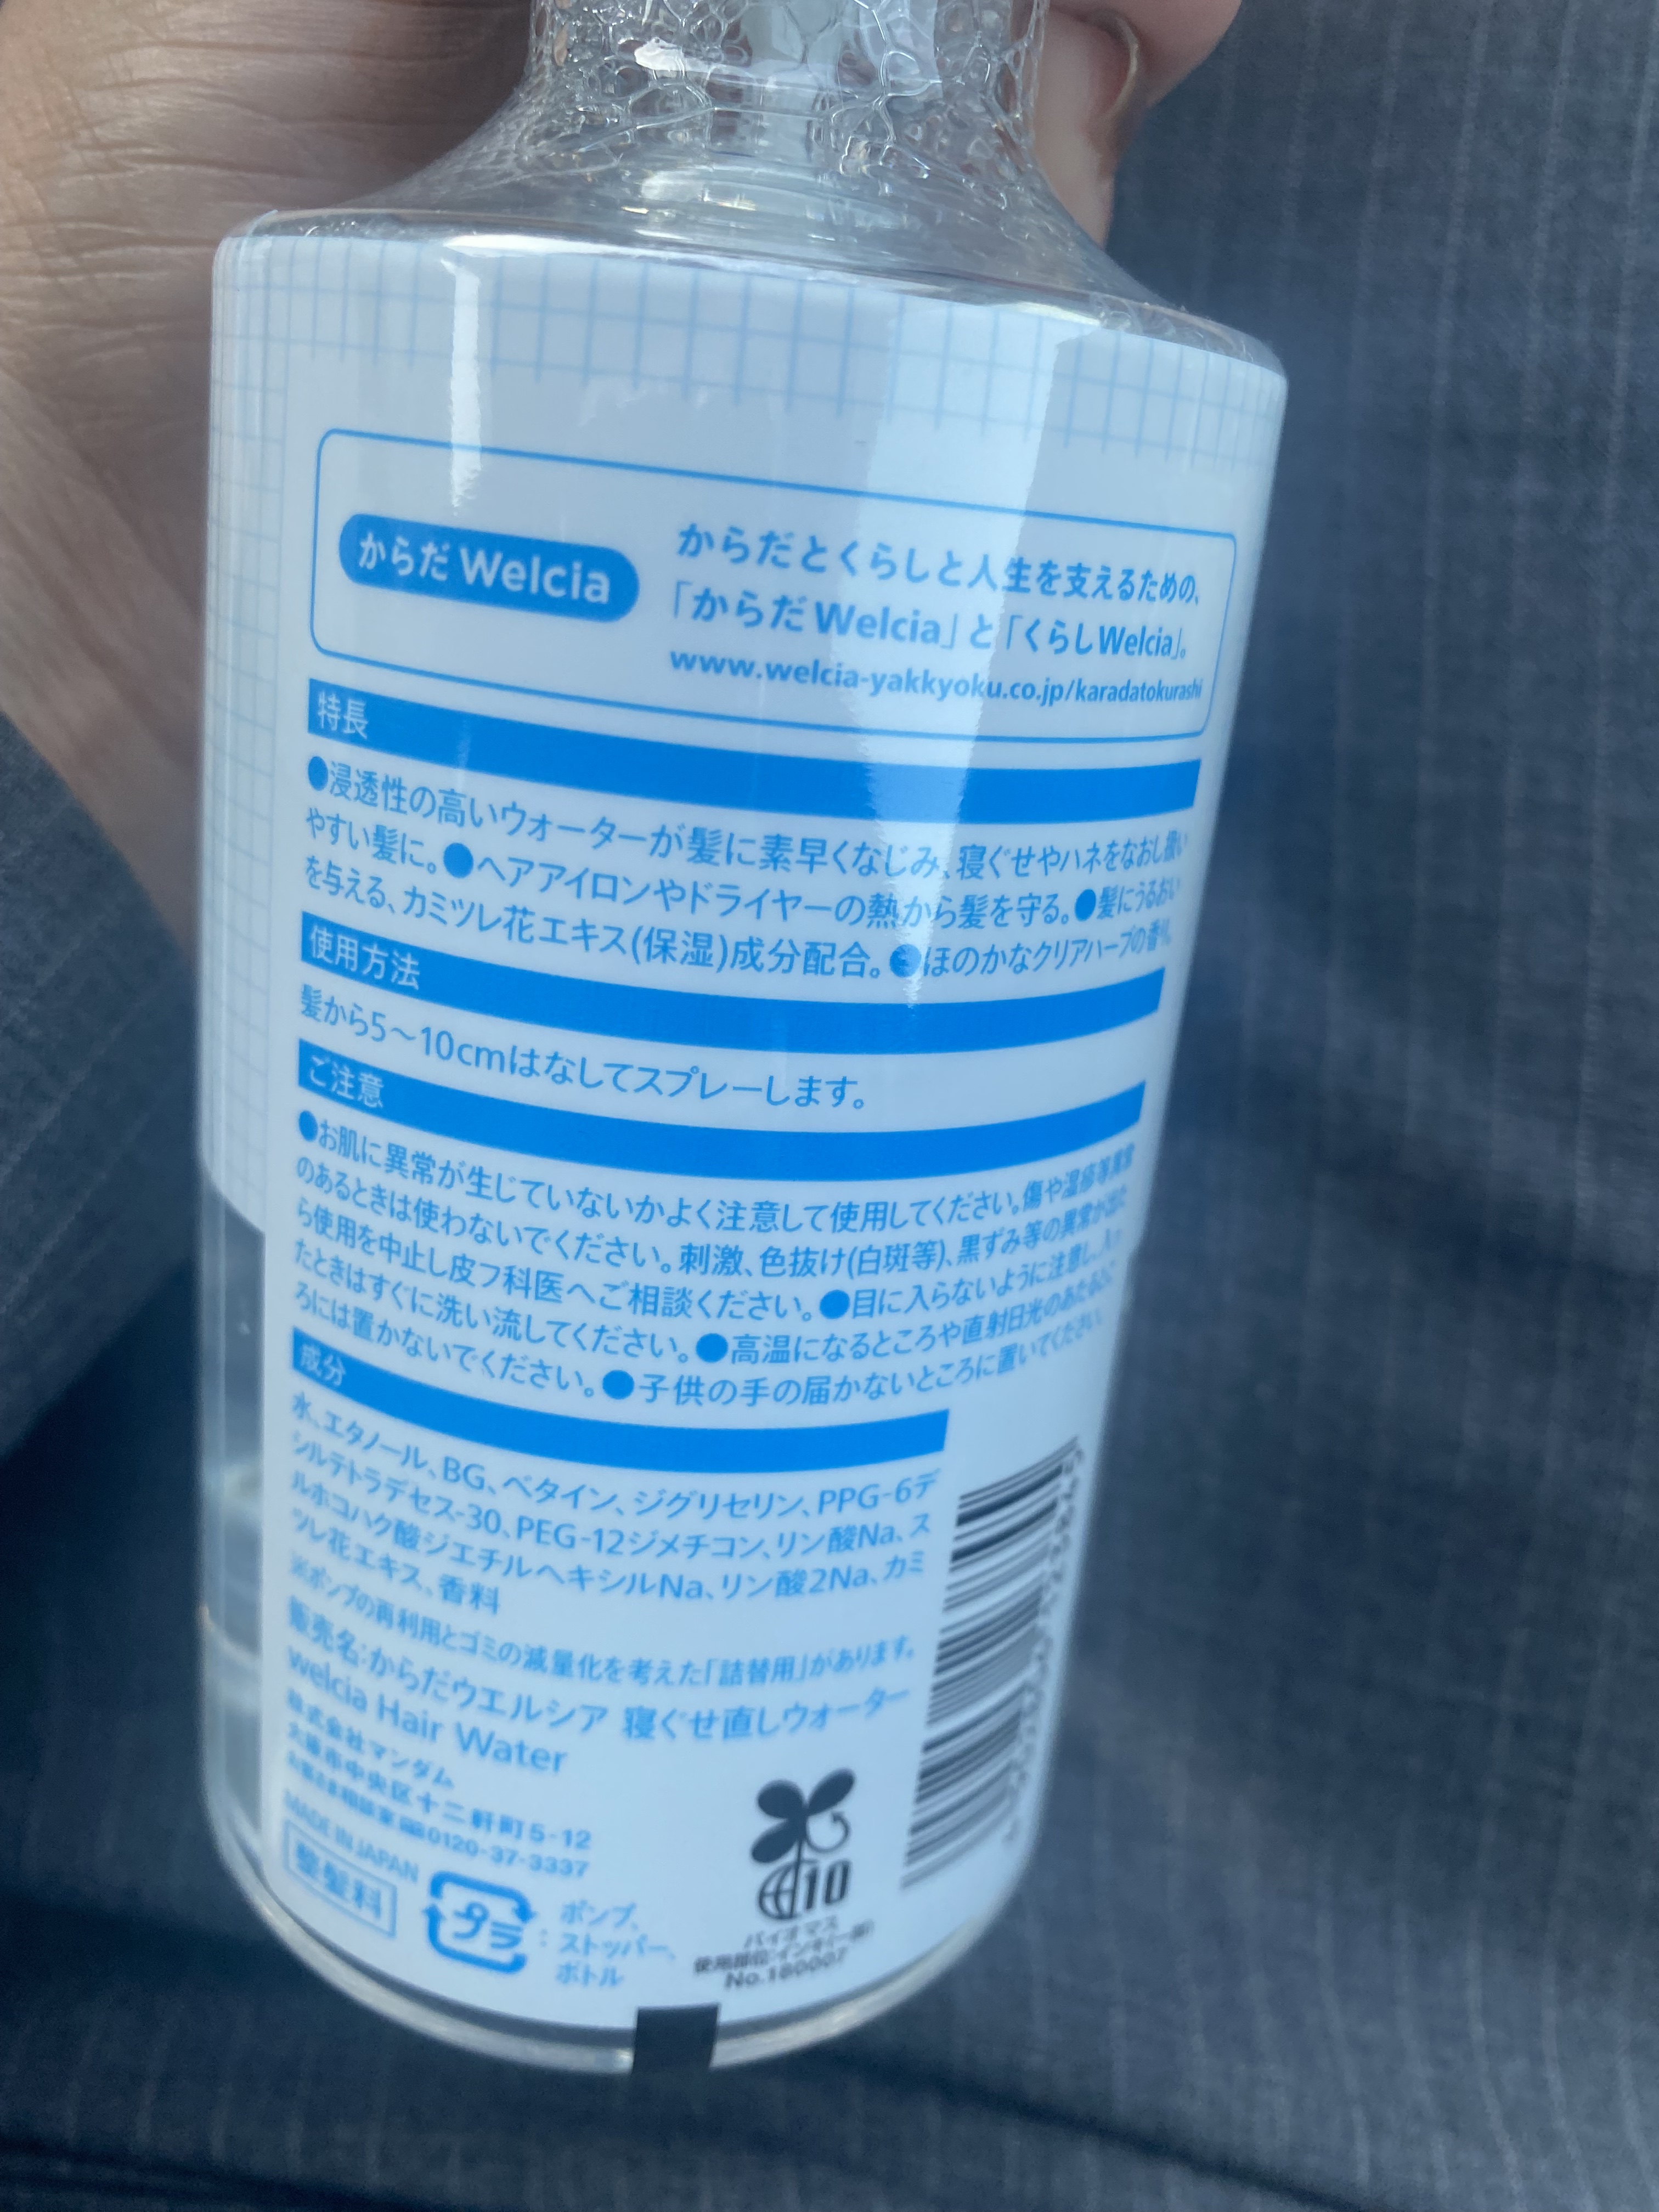 からだWelcia
からだとくらしと人生を支えるための、
「からだWelcia」と「くらしWelcia」。
www.welcia-yakkyoku.co.jp/karadatokurashi
特長
●浸透性の高いウォーターが髪に素早くなじみ、寝ぐせやハネをなおし扱い
やすい髪に。●ヘアアイロンやドライヤーの熱から髪を守る。●髪にうるおい
を与える、カミツレ花エキス(保湿)成分配合。●ほのかなクリアハーブの香り。
使用方法
髪から5～10cmはなしてスプレーします。
ご注意
●お肌に異常が生じていないかよく注意して使用してください。傷や湿疹等異常
のあるときは使わないでください。刺激、色抜け(白斑等)、黒ずみ等の異常が出た
ら使用を中止し皮フ科医へご相談ください。●目に入らないように注意し、入っ
たときはすぐに洗い流してください。●高温になるところや直射日光のあたるとこ
ろには置かないでください。●子供の手の届かないところに置いてください。
成分
水、エタノール、BG、ベタイン、ジグリセリン、PPG-6デ
シルテトラデセス-30、PEG-12ジメチコン、リン酸Na、ス
ルホコハク酸ジエチルヘキシルNa、リン酸2Na、カミ
ツレ花エキス、香料
※ポンプの再利用とゴミの減量化を考えた「詰替用」があります。
販売名:からだウエルシア 寝ぐせ直しウォーター
welcia Hair Water
株式会社マンダム
大阪市中央区十二軒町5-12
お客さま相談室 0120-37-3337
MADE IN JAPAN
整髪料
プラ
: ポンプ、
ストッパー、
ボトル
10
バイオマス
No.180007